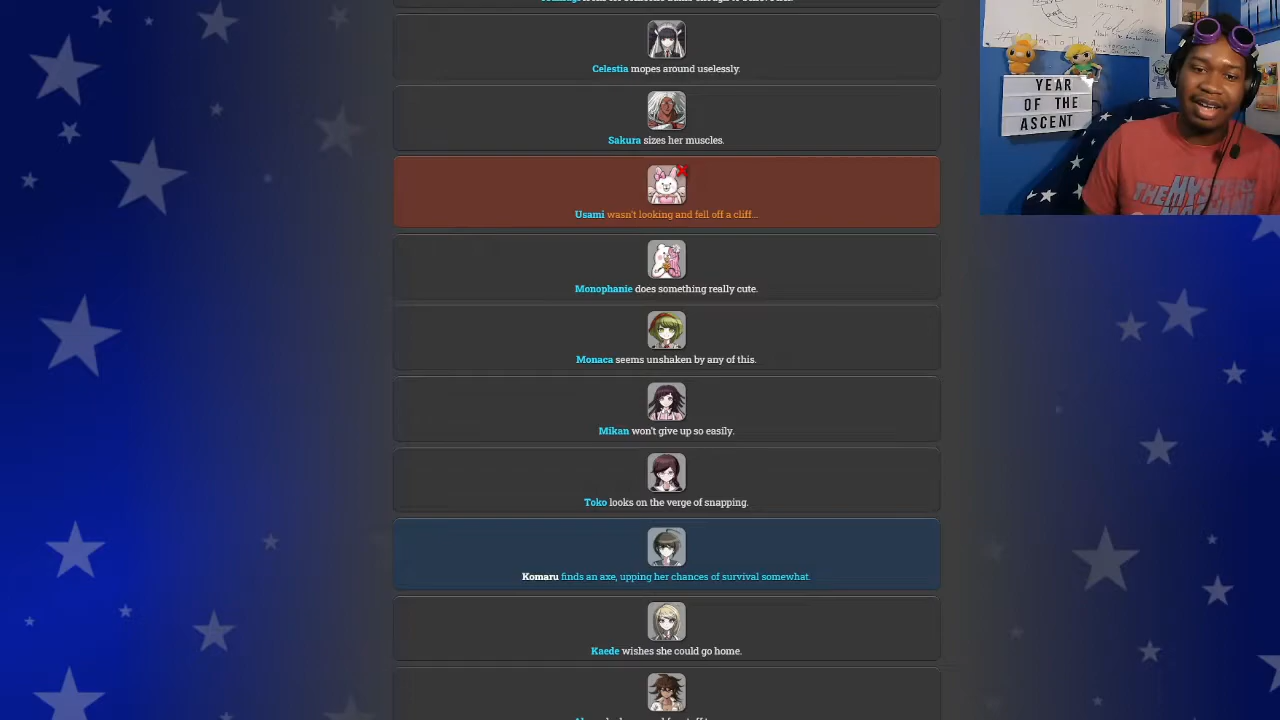 Celestia mopes around uselessly.
Sakura sizes her muscles.
Usami wasn't looking and fell off a cliff...
Monophanie does something really cute.
Monaca seems unshaken by any of this.
Mikan won't give up so easily.
Toko looks on the verge of snapping.
Komaru finds an axe, upping her chances of survival somewhat.
Kaede wishes she could go home.
YEAR
OF THE
ASCENT
THE MYSTERY
MACHINE